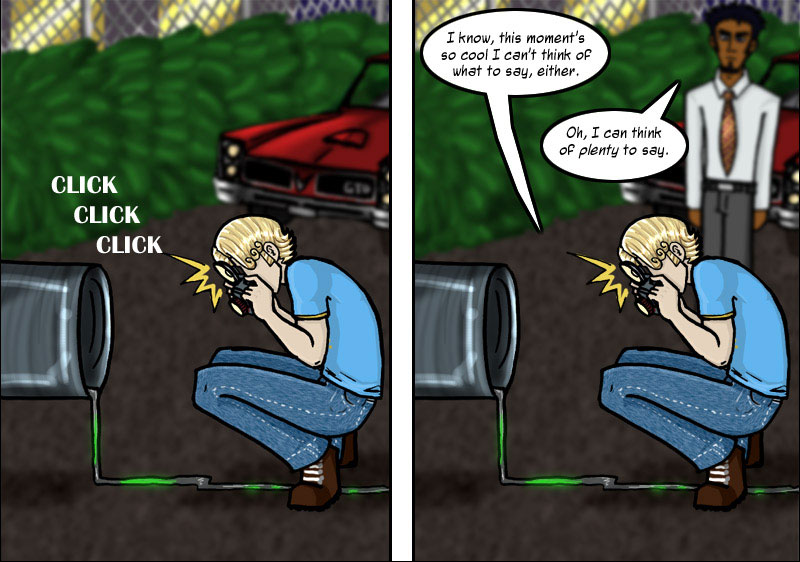 CLICK
CLICK
CLICK
GTO
I know, this moment's
so cool I can't think of
what to say, either.
Oh, I can think
of plenty to say.